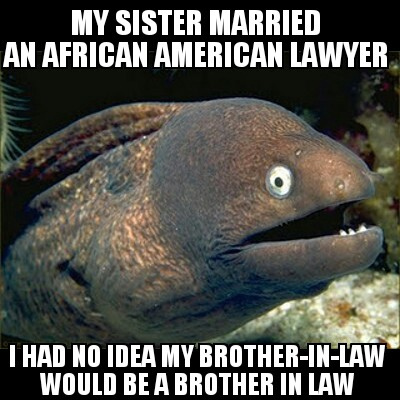 MY SISTER MARRIED
AN AFRICAN AMERICAN LAWYER
I HAD NO IDEA MY BROTHER-IN-LAW
WOULD BE A BROTHER IN LAW